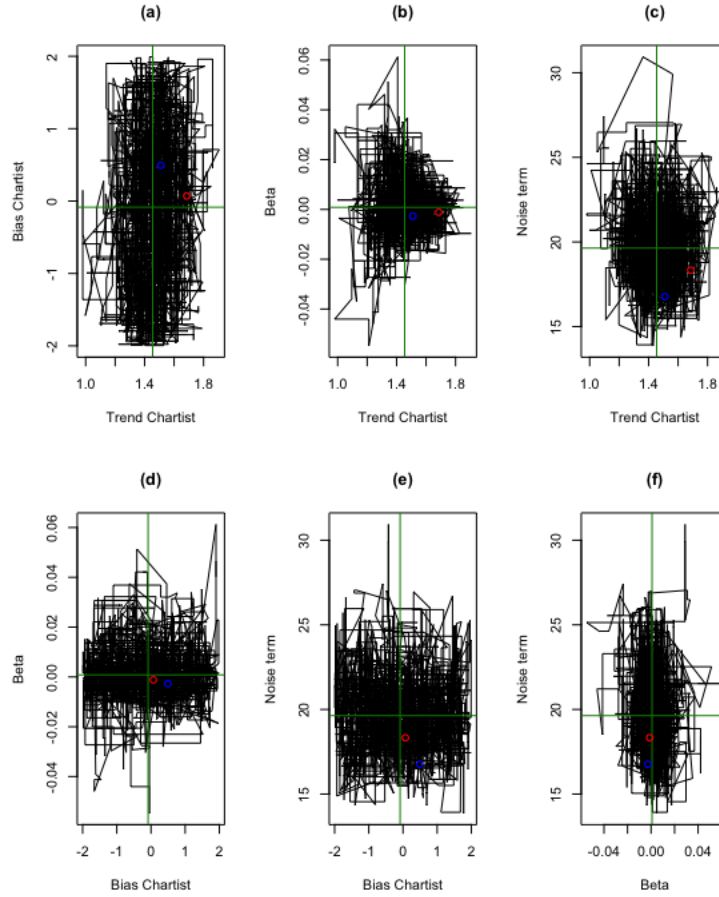 (a) (b) (c)
Bias Chartist
-2 -1 0 1 2
1.0 1.4 1.8
Trend Chartist
Beta
-0.04 -0.02 0.00 0.02 0.04 0.06
1.0 1.4 1.8
Trend Chartist
Noise term
15 20 25 30
1.0 1.4 1.8
Trend Chartist
(d) (e) (f)
Beta
-0.04 -0.02 0.00 0.02 0.04 0.06
-2 -1 0 1 2
Bias Chartist
Noise term
15 20 25 30
-2 -1 0 1 2
Bias Chartist
Noise term
15 20 25 30
-0.04 0.00 0.04
Beta